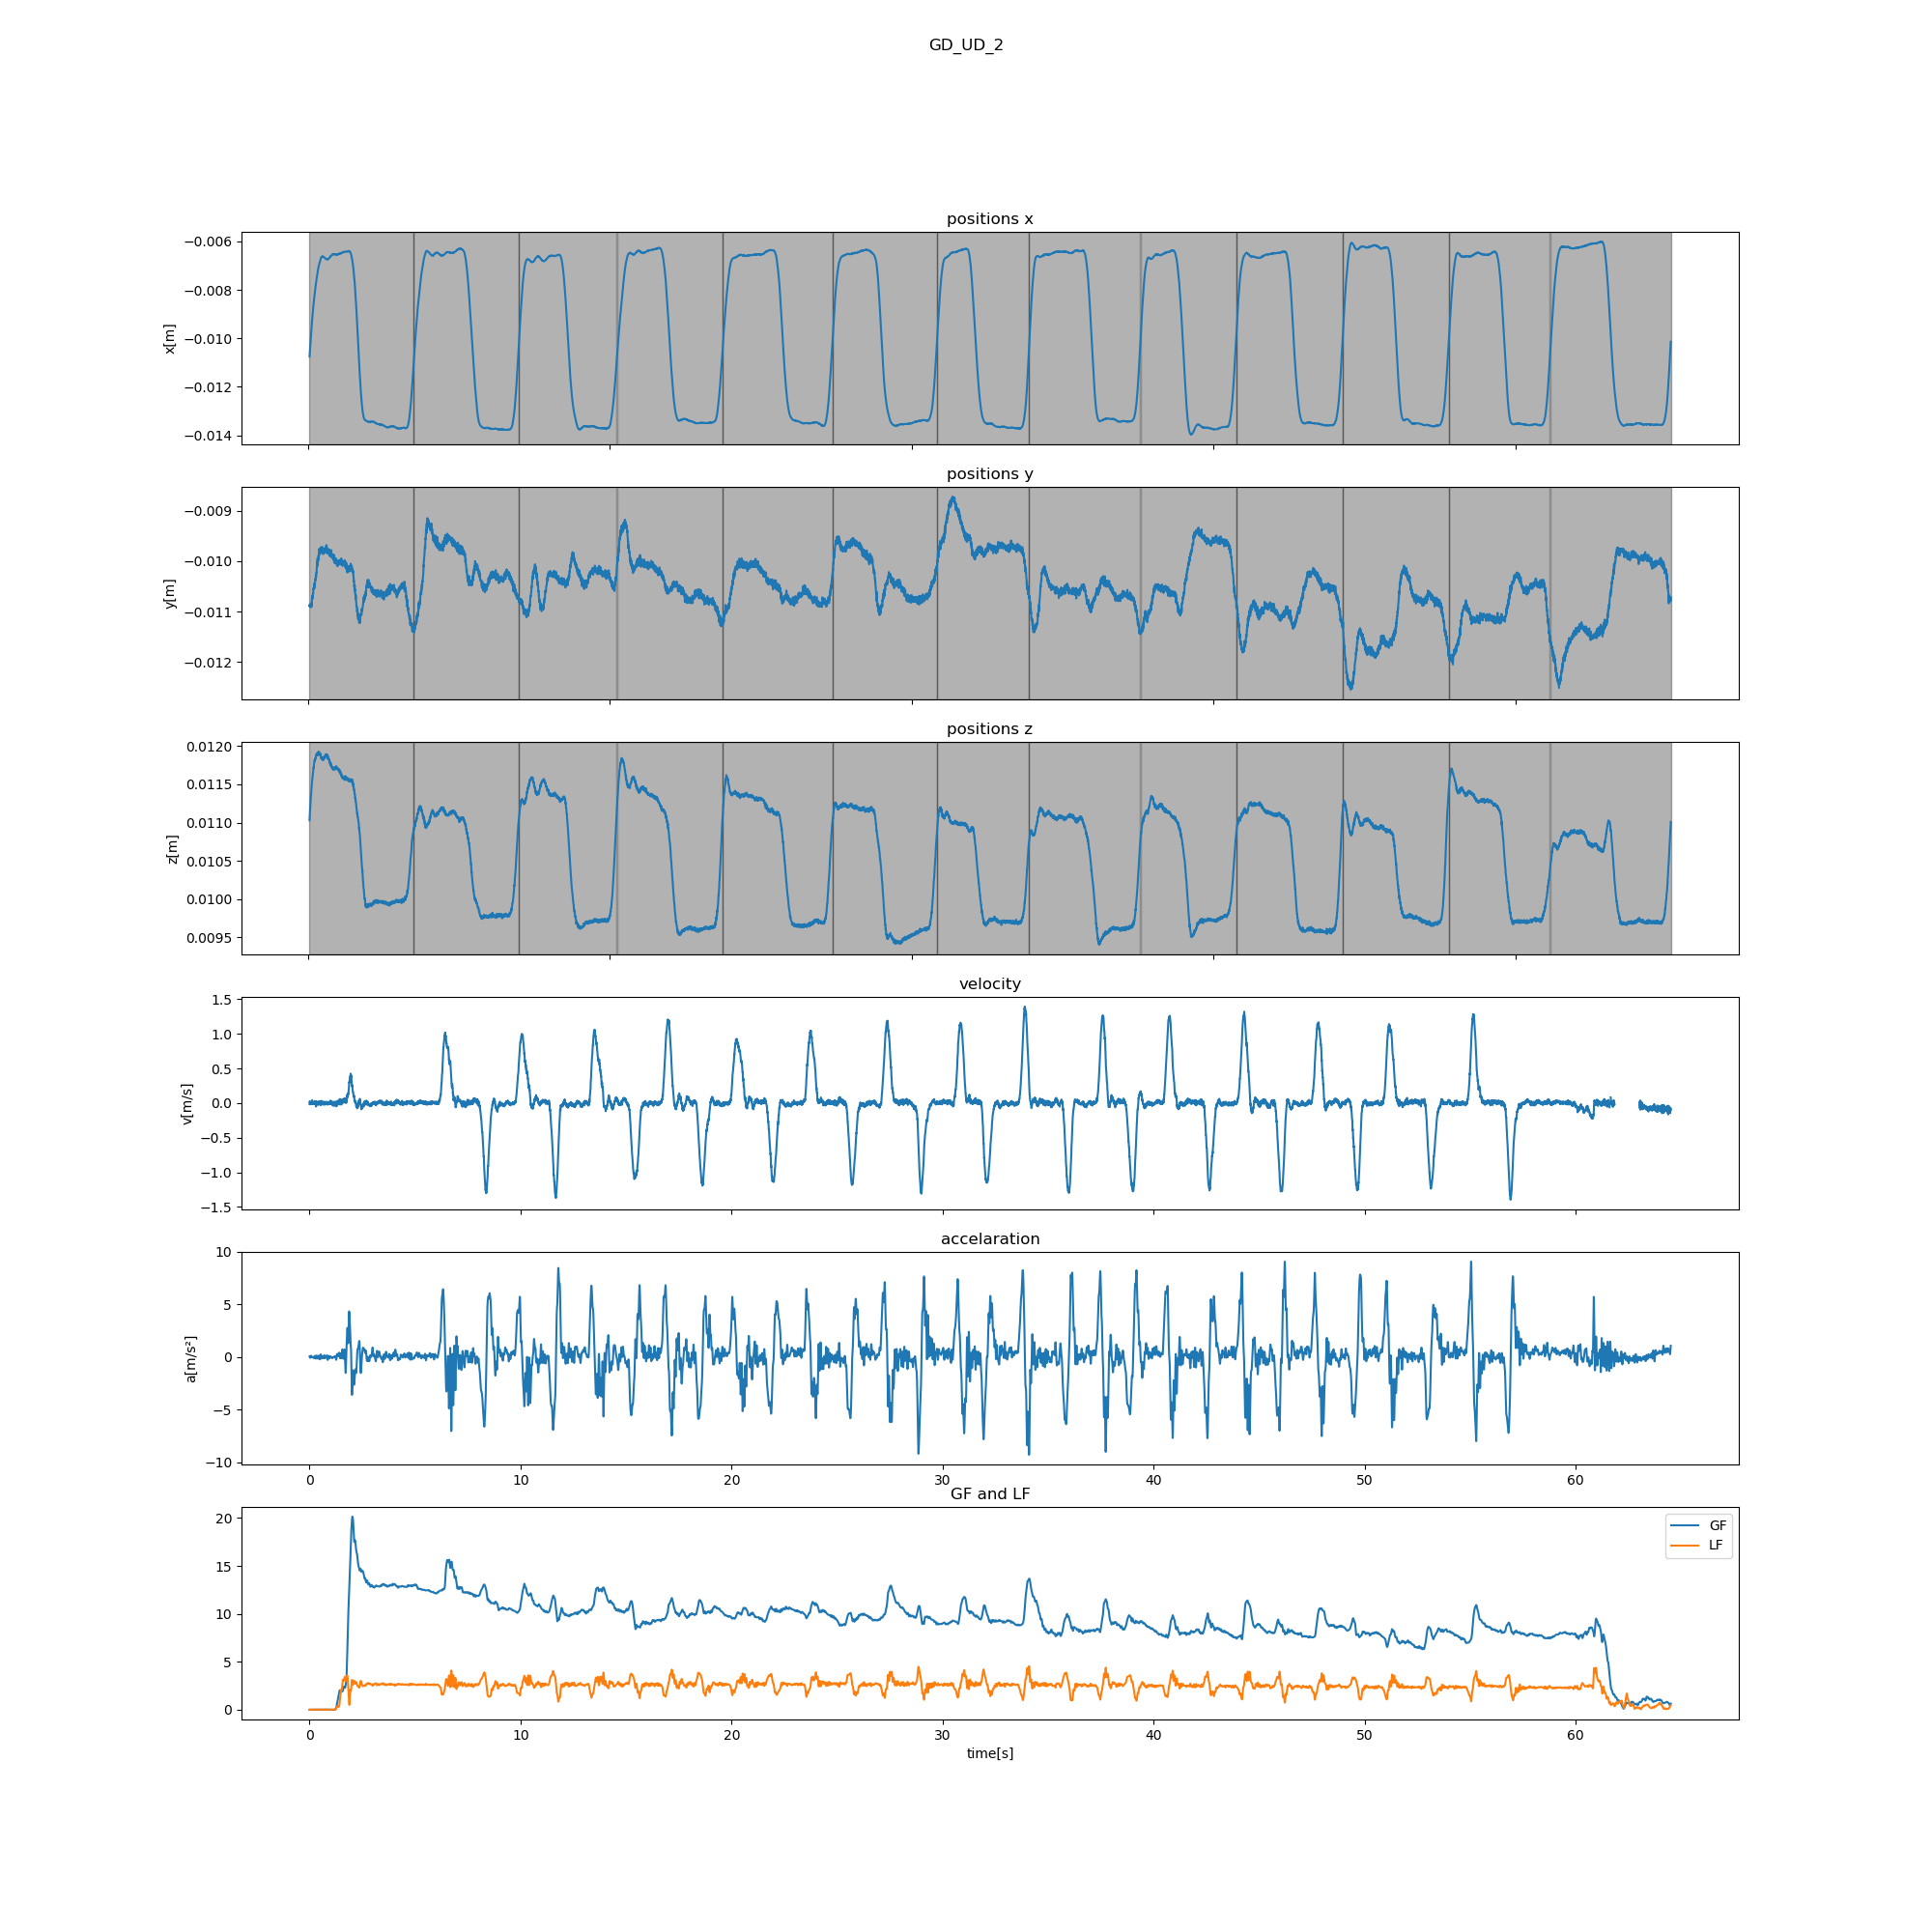 GD_UD_2
positions x
−0.006
−0.008
−0.010
−0.012
−0.014
x[m]
positions y
−0.009
−0.010
−0.011
−0.012
y[m]
positions z
0.0120
0.0115
0.0110
0.0105
0.0100
0.0095
z[m]
velocity
1.5
1.0
0.5
0.0
−0.5
−1.0
−1.5
v[m/s]
accelaration
10
5
0
−5
−10
a[m/s²]
0 10 20 30 40 50 60
GF and LF
20
15
10
5
0
GF
LF
0 10 20 30 40 50 60
time[s]